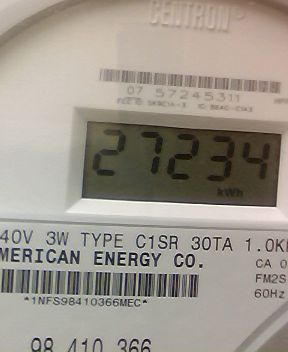 CENTRON®
07 57245311
27234
kWh
40V 3W TYPE C1SR 30TA 1.0K
MERICAN ENERGY CO.
CA 0
FM2S
60Hz
*1NFS98410366MEC*
98 410 366